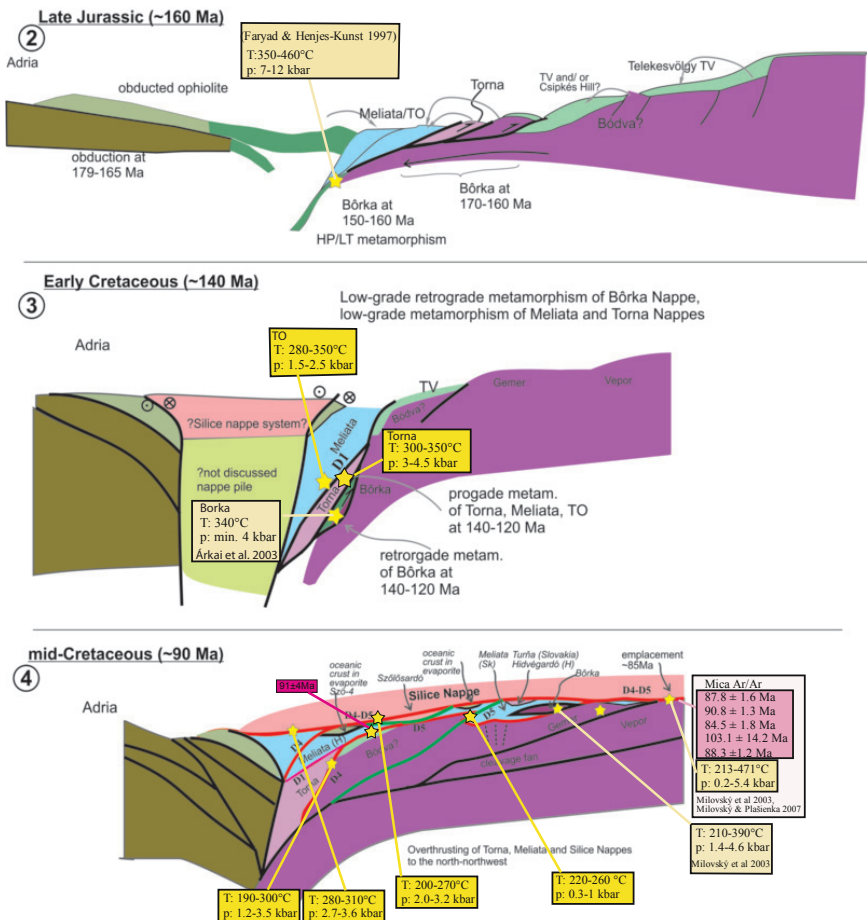 Late Jurassic (~160 Ma)
2
Adria
obducted ophiolite
obduction at
179-165 Ma
(Faryad & Henjes-Kunst 1997)
T:350-460°C
p: 7-12 kbar
Meliata/TO
Torna
TV and/ or
Csipkés Hill?
Telekesvölgy TV
Bódva?
Bôrka at
150-160 Ma
HP/LT metamorphism
Bôrka at
170-160 Ma
Early Cretaceous (~140 Ma)
3
Low-grade retrograde metamorphism of Bôrka Nappe,
low-grade metamorphism of Meliata and Torna Nappes
Adria
TO
T: 280-350°C
p: 1.5-2.5 kbar
?Silice nappe system?
?not discussed
nappe pile
Meliata
D1
Torna
TV
Bodva?
Gemer
Vepor
Torna
T: 300-350°C
p: 3-4.5 kbar
Bôrka
Borka
T: 340°C
p: min. 4 kbar
Árkai et al. 2003
progade metam.
of Torna, Meliata, TO
at 140-120 Ma
retrorgade metam.
of Bôrka at
140-120 Ma
mid-Cretaceous (~90 Ma)
4
Adria
91±4Ma
oceanic
crust in
evaporite
Szó-4
Szőlősardó
oceanic
crust in
evaporite
Meliata
(Sk)
Turňa (Slovakia)
Hidvégardó (H)
Bôrka
emplacement
~85Ma
Silice Nappe
D4-D5
D4-D5
D5
D5
D4
Meliata (H)
D1
D4
Torna
Bódva?
Gemer
Vepor
cleavage fan
Mica Ar/Ar
87.8 ± 1.6 Ma
90.8 ± 1.3 Ma
84.5 ± 1.8 Ma
103.1 ± 14.2 Ma
88.3 ±1.2 Ma
T: 213-471°C
p: 0.2-5.4 kbar
Milovský et al 2003,
Milovský & Plašienka 2007
T: 210-390°C
p: 1.4-4.6 kbar
Milovský et al 2003
Overthrusting of Torna, Meliata and Silice Nappes
to the north-northwest
T: 190-300°C
p: 1.2-3.5 kbar
T: 280-310°C
p: 2.7-3.6 kbar
T: 200-270°C
p: 2.0-3.2 kbar
T: 220-260 °C
p: 0.3-1 kbar